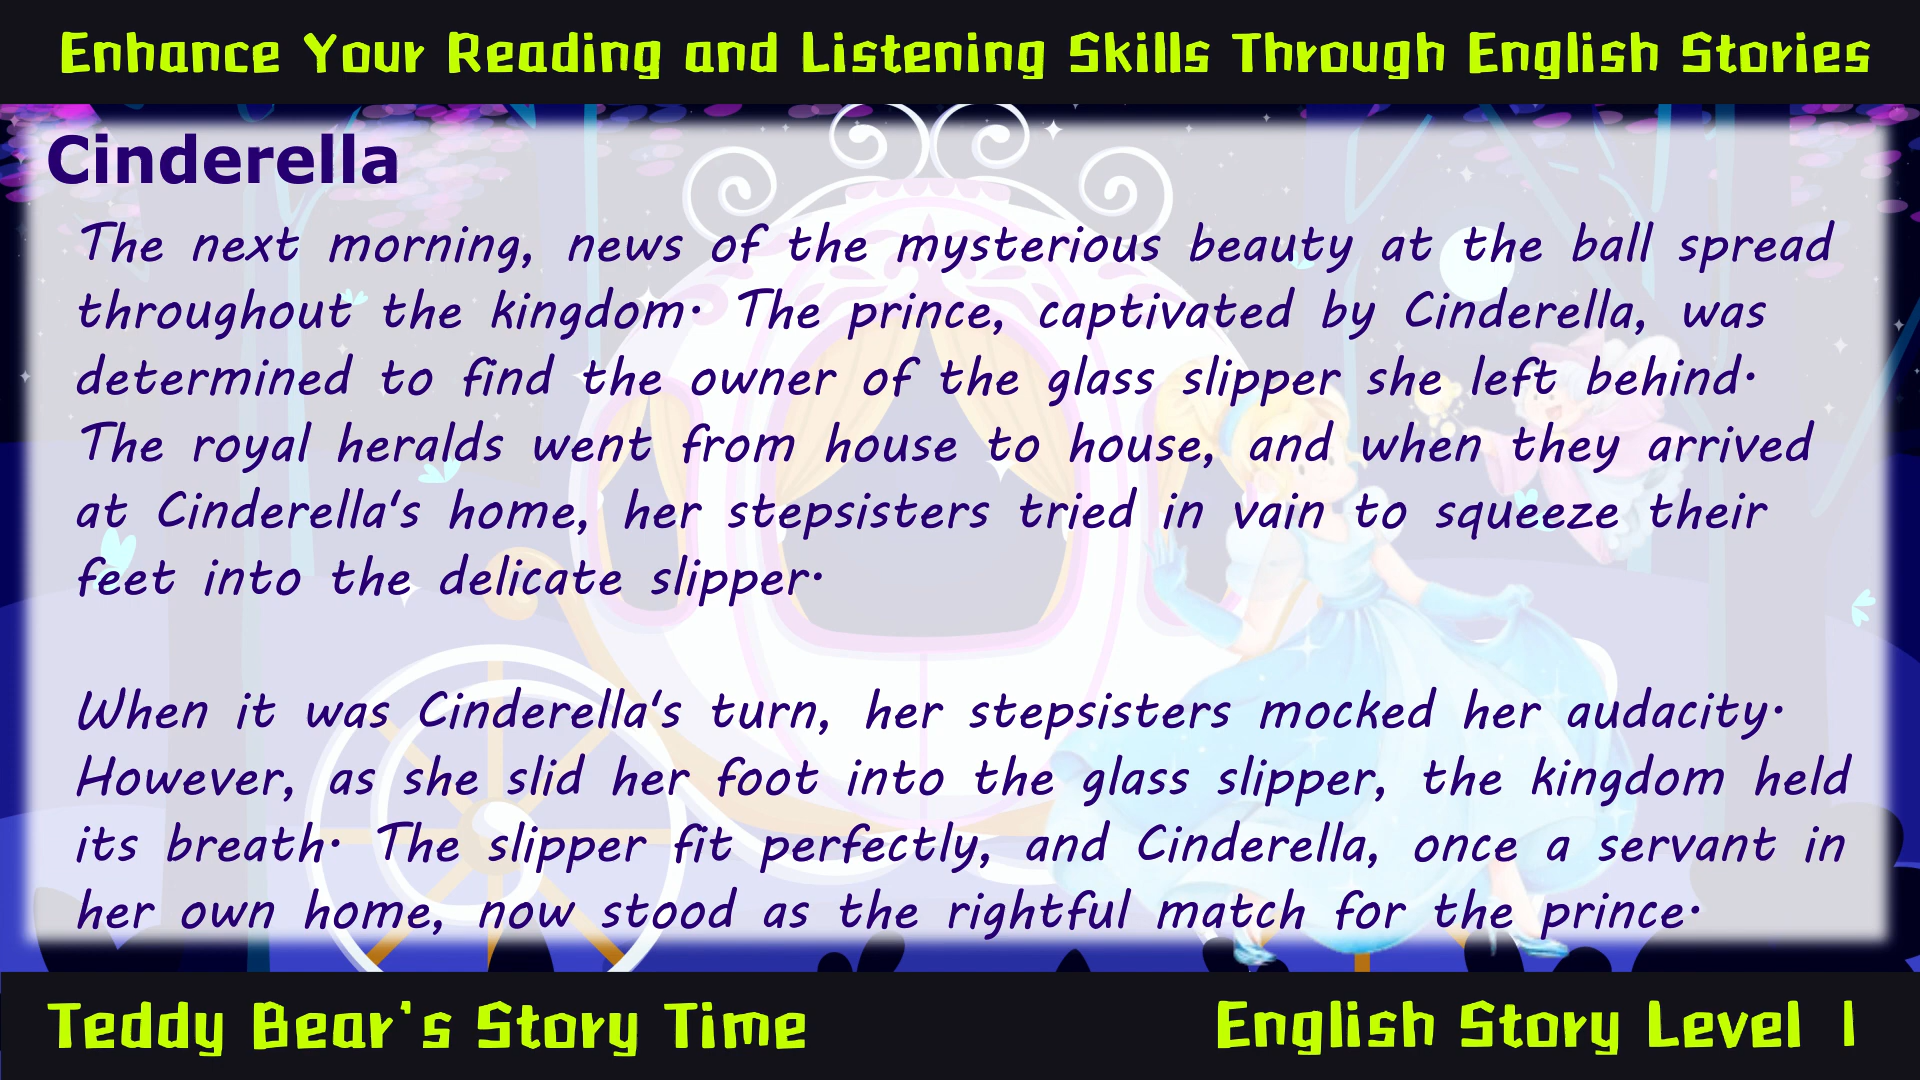 Enhance Your Reading and Listening Skills Through English Stories
Cinderella
The next morning, news of the mysterious beauty at the ball spread
throughout the kingdom. The prince, captivated by Cinderella, was
determined to find the owner of the glass slipper she left behind.
The royal heralds went from house to house, and when they arrived
at Cinderella's home, her stepsisters tried in vain to squeeze their
feet into the delicate slipper.
When it was Cinderella's turn, her stepsisters mocked her audacity.
However, as she slid her foot into the glass slipper, the kingdom held
its breath. The slipper fit perfectly, and Cinderella, once a servant in
her own home, now stood as the rightful match for the prince.
Teddy Bear's Story Time
English Story Level 1